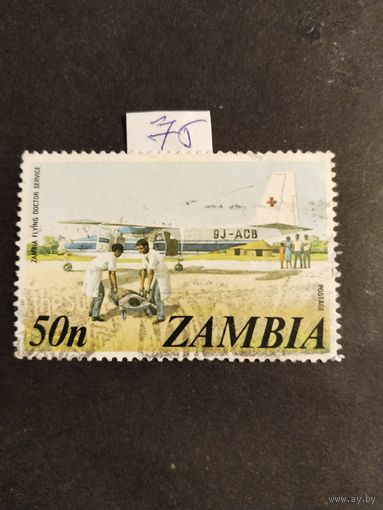 75
ZAMBIA FLYING DOCTOR SERVICE
9J-ACB
POSTAGE
50n ZAMBIA
www.ay.by